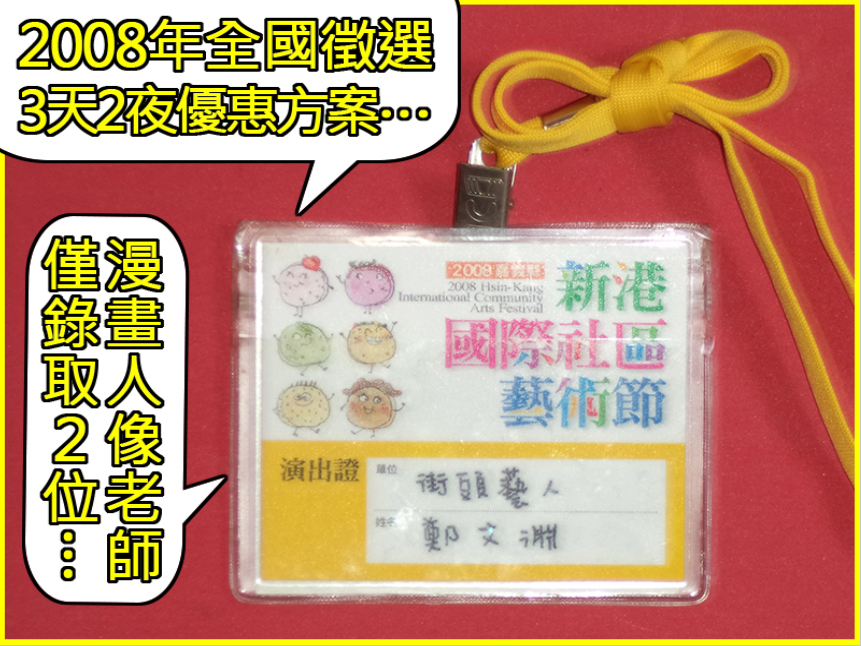 2008年全國徵選
3天2夜優惠方案…
漫畫人像老師
僅錄取2位…
2008嘉義縣
2008 Hsin-Kang
International Community
Arts Festival
新港
國際社區
藝術節
演出證
單位
街頭藝人
姓名
鄭文淵